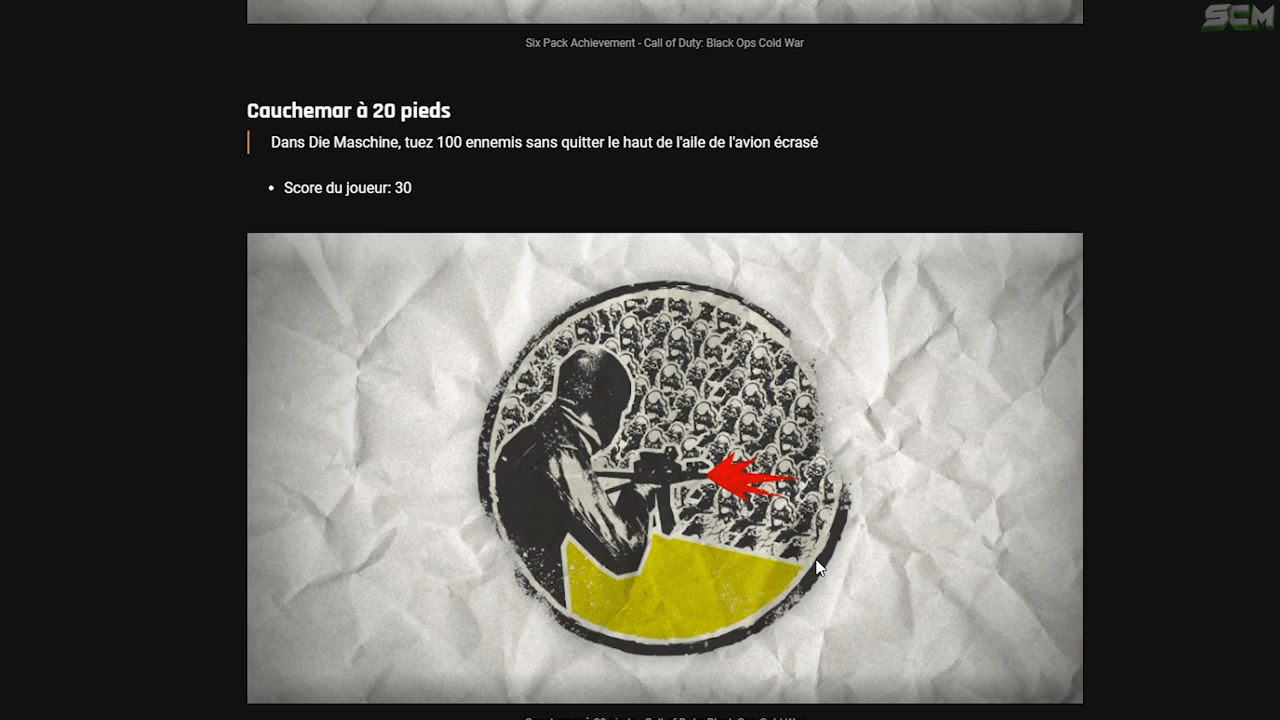 SCM
Six Pack Achievement - Call of Duty: Black Ops Cold War
Cauchemar à 20 pieds
Dans Die Maschine, tuez 100 ennemis sans quitter le haut de l'aile de l'avion écrasé
• Score du joueur: 30